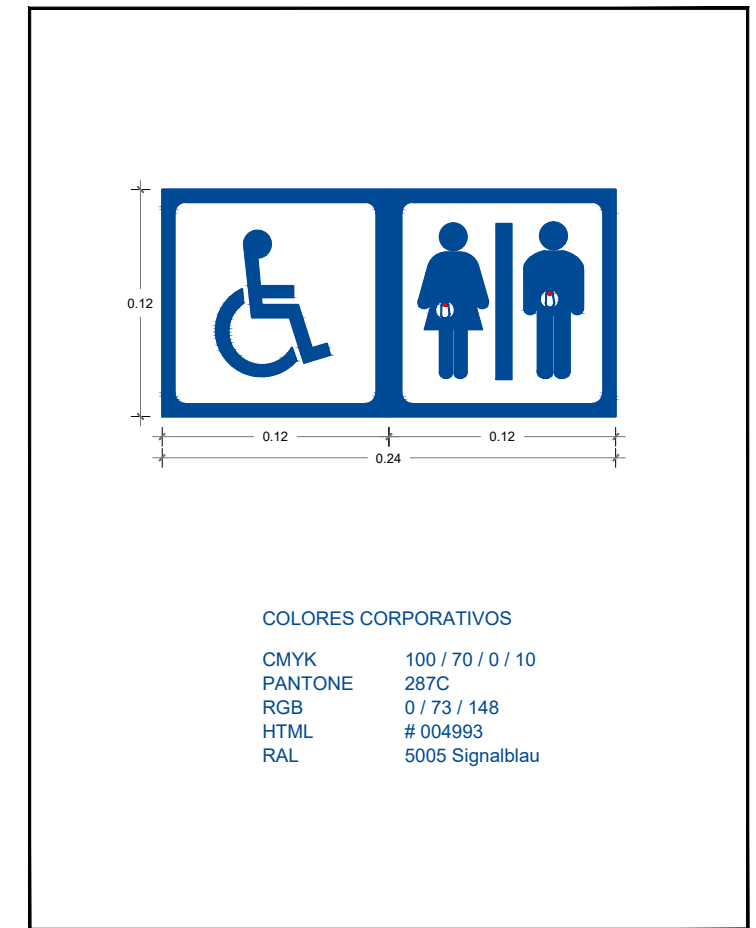 0.12
0.12 0.12
0.24
COLORES CORPORATIVOS
CMYK 100 / 70 / 0 / 10
PANTONE 287C
RGB 0 / 73 / 148
HTML # 004993
RAL 5005 Signalblau